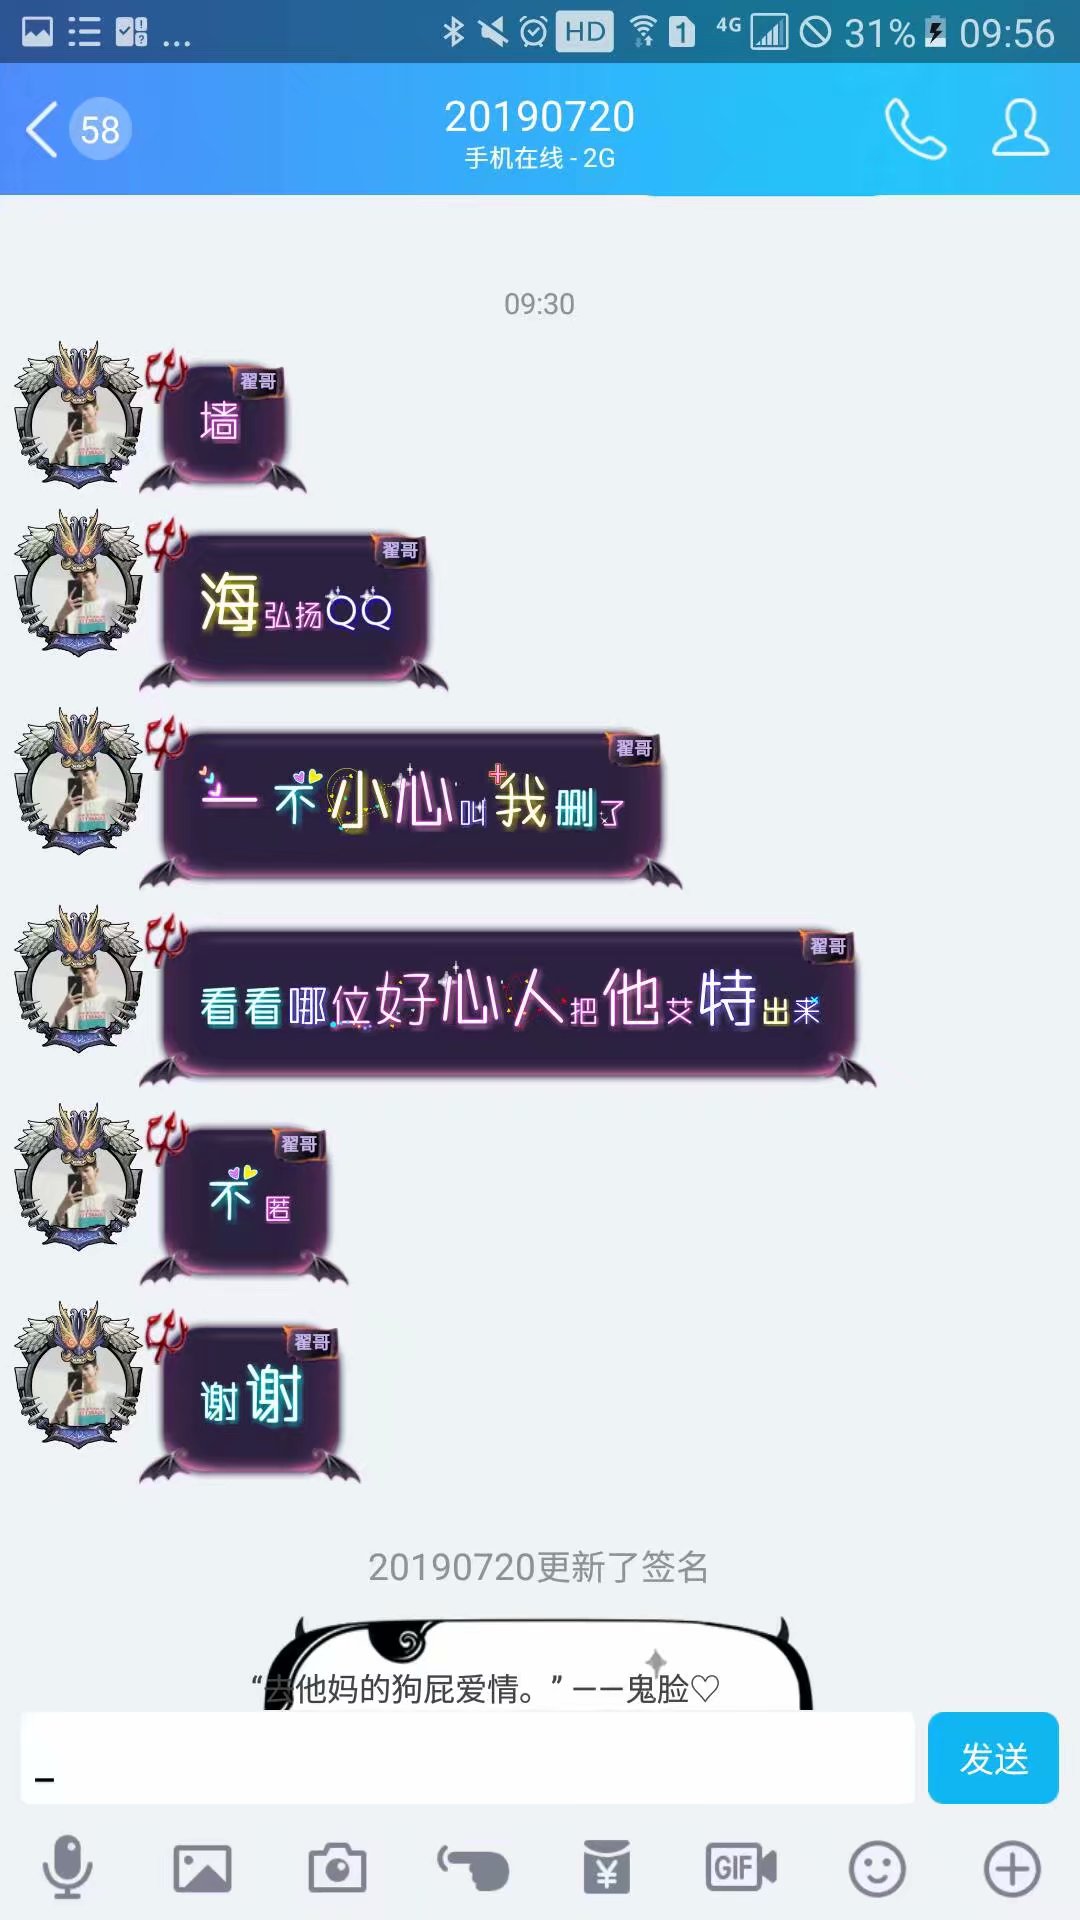 HD
1
4G
31%
09:56
58
20190720
手机在线 - 2G
09:30
翟哥
墙
翟哥
海弘扬QQ
翟哥
一不小心叫我删了
翟哥
看看哪位好心人把他艾特出来
翟哥
不匿
翟哥
谢谢
20190720更新了签名
“去他妈的狗屁爱情。” ——鬼脸♡
_
发送
GIF